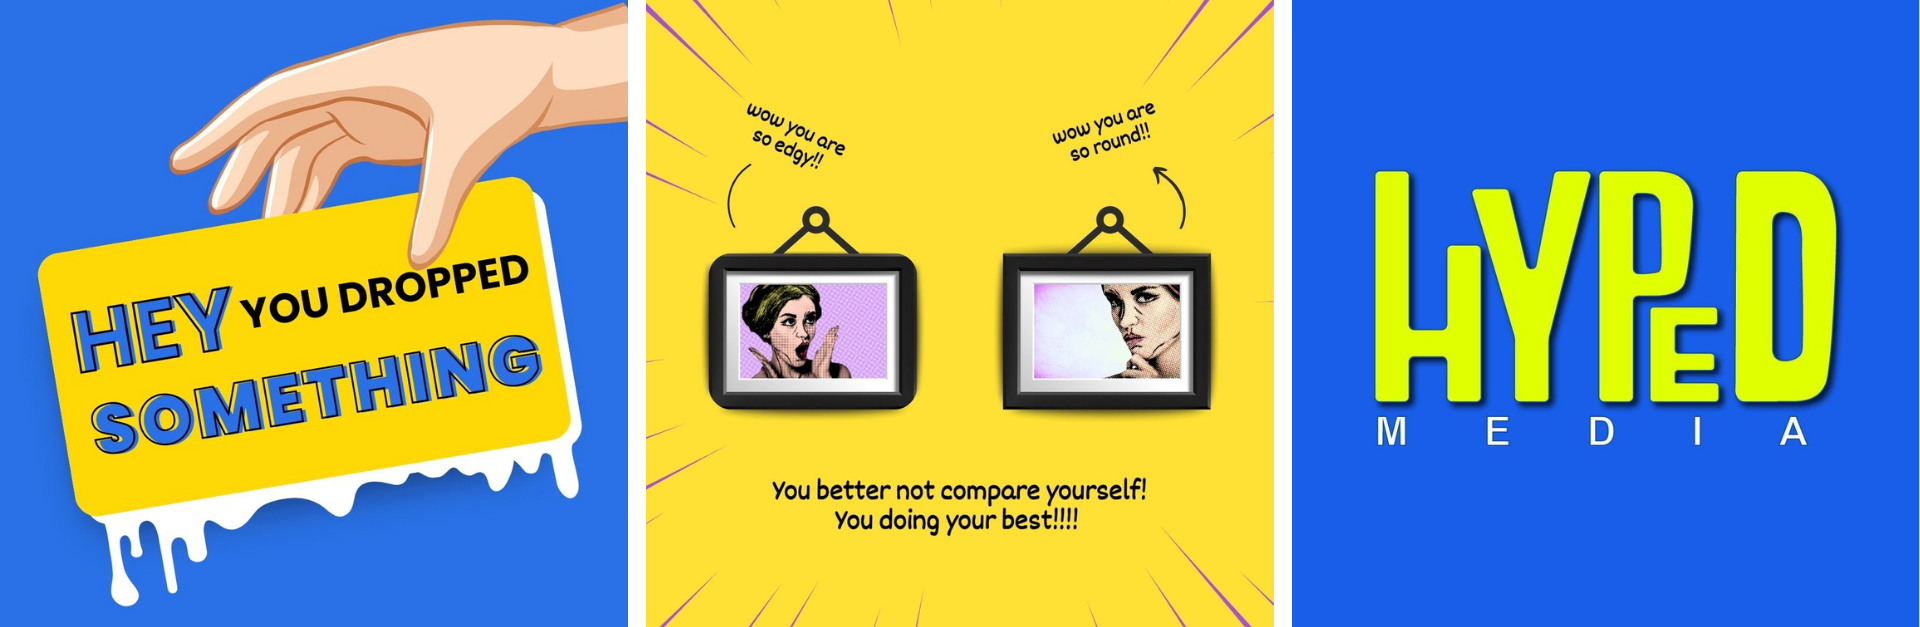 HEY YOU DROPPED
SOMETHING
wow you are
so edgy!!
wow you are
so round!!
You better not compare yourself!
You doing your best!!!!
HYPED
MEDIA